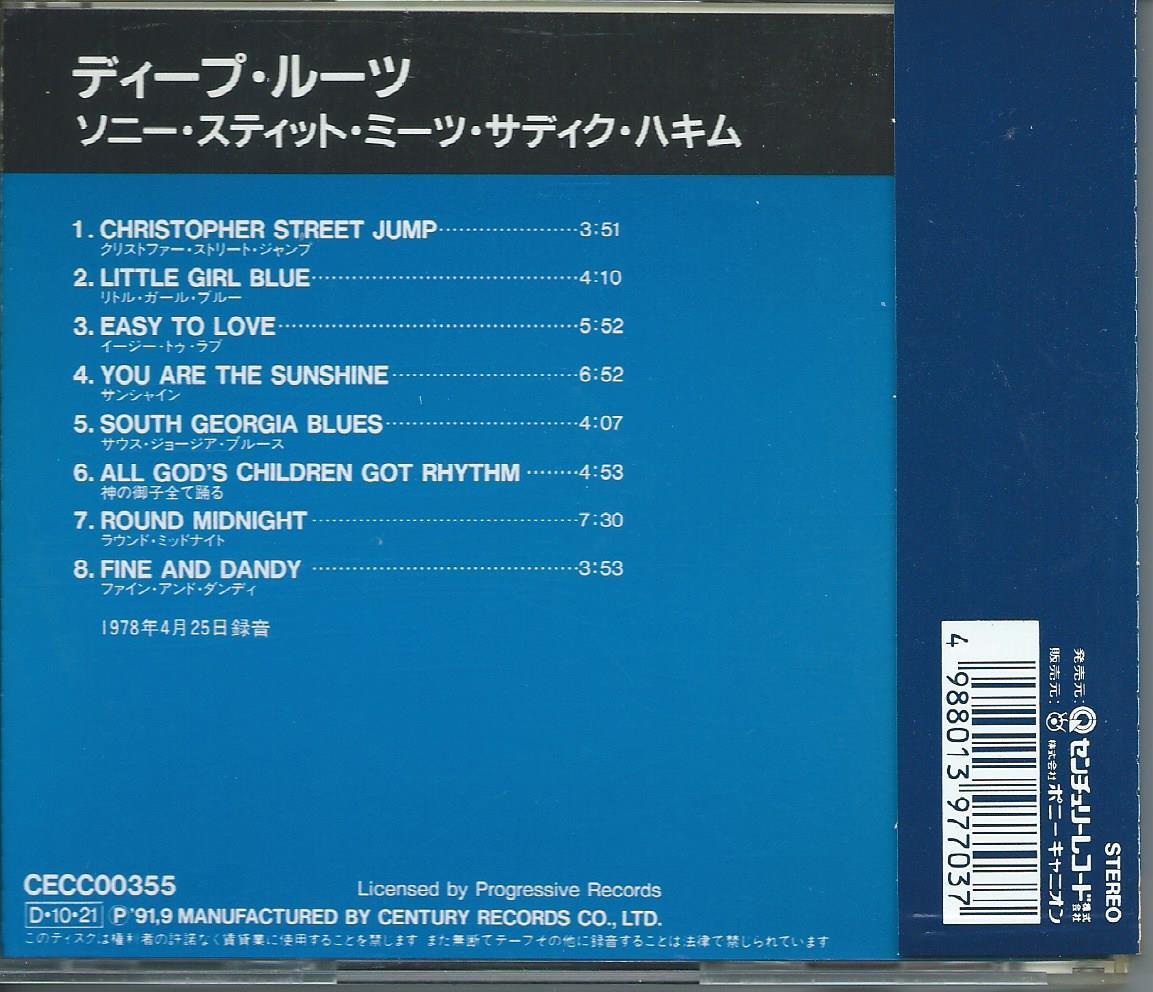 ディープ・ルーツ
ソニー・スティット・ミーツ・サディク・ハキム
1. CHRISTOPHER STREET JUMP 3:51
クリストファー・ストリート・ジャンプ
2. LITTLE GIRL BLUE 4:10
リトル・ガール・ブルー
3. EASY TO LOVE 5:52
イージー・トゥ・ラブ
4. YOU ARE THE SUNSHINE 6:52
サンシャイン
5. SOUTH GEORGIA BLUES 4:07
サウス・ジョージア・ブルース
6. ALL GOD'S CHILDREN GOT RHYTHM 4:53
神の御子全て踊る
7. ROUND MIDNIGHT 7:30
ラウンド・ミッドナイト
8. FINE AND DANDY 3:53
ファイン・アンド・ダンディ
1978年4月25日録音
CECC00355
Licensed by Progressive Records
D・10・21 Ⓟ'91,9 MANUFACTURED BY CENTURY RECORDS CO., LTD.
このディスクは権利者の許諾なく賃貸業に使用することを禁します また無断でテープその他に録音することは法律で禁じられています
STEREO
発売元: センチュリーレコード株式会社
販売元: 株式会社ポニーキャニオン
4 988013 977037